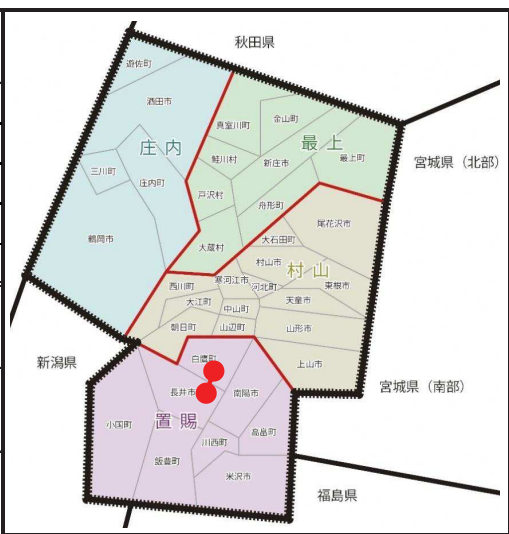 秋田県
遊佐町
酒田市
金山町
真室川町
最上
庄内
新庄市
最上町
鮭川村
宮城県（北部）
三川町
庄内町
戸沢村
舟形町
尾花沢市
鶴岡市
大石田町
大蔵村
村山市
村山
西川町
寒河江市
河北町
東根市
大江町
天童市
中山町
朝日町
山辺町
山形市
白鷹町
上山市
新潟県
長井市
南陽市
宮城県（南部）
小国町
置賜
高畠町
川西町
飯豊町
米沢市
福島県